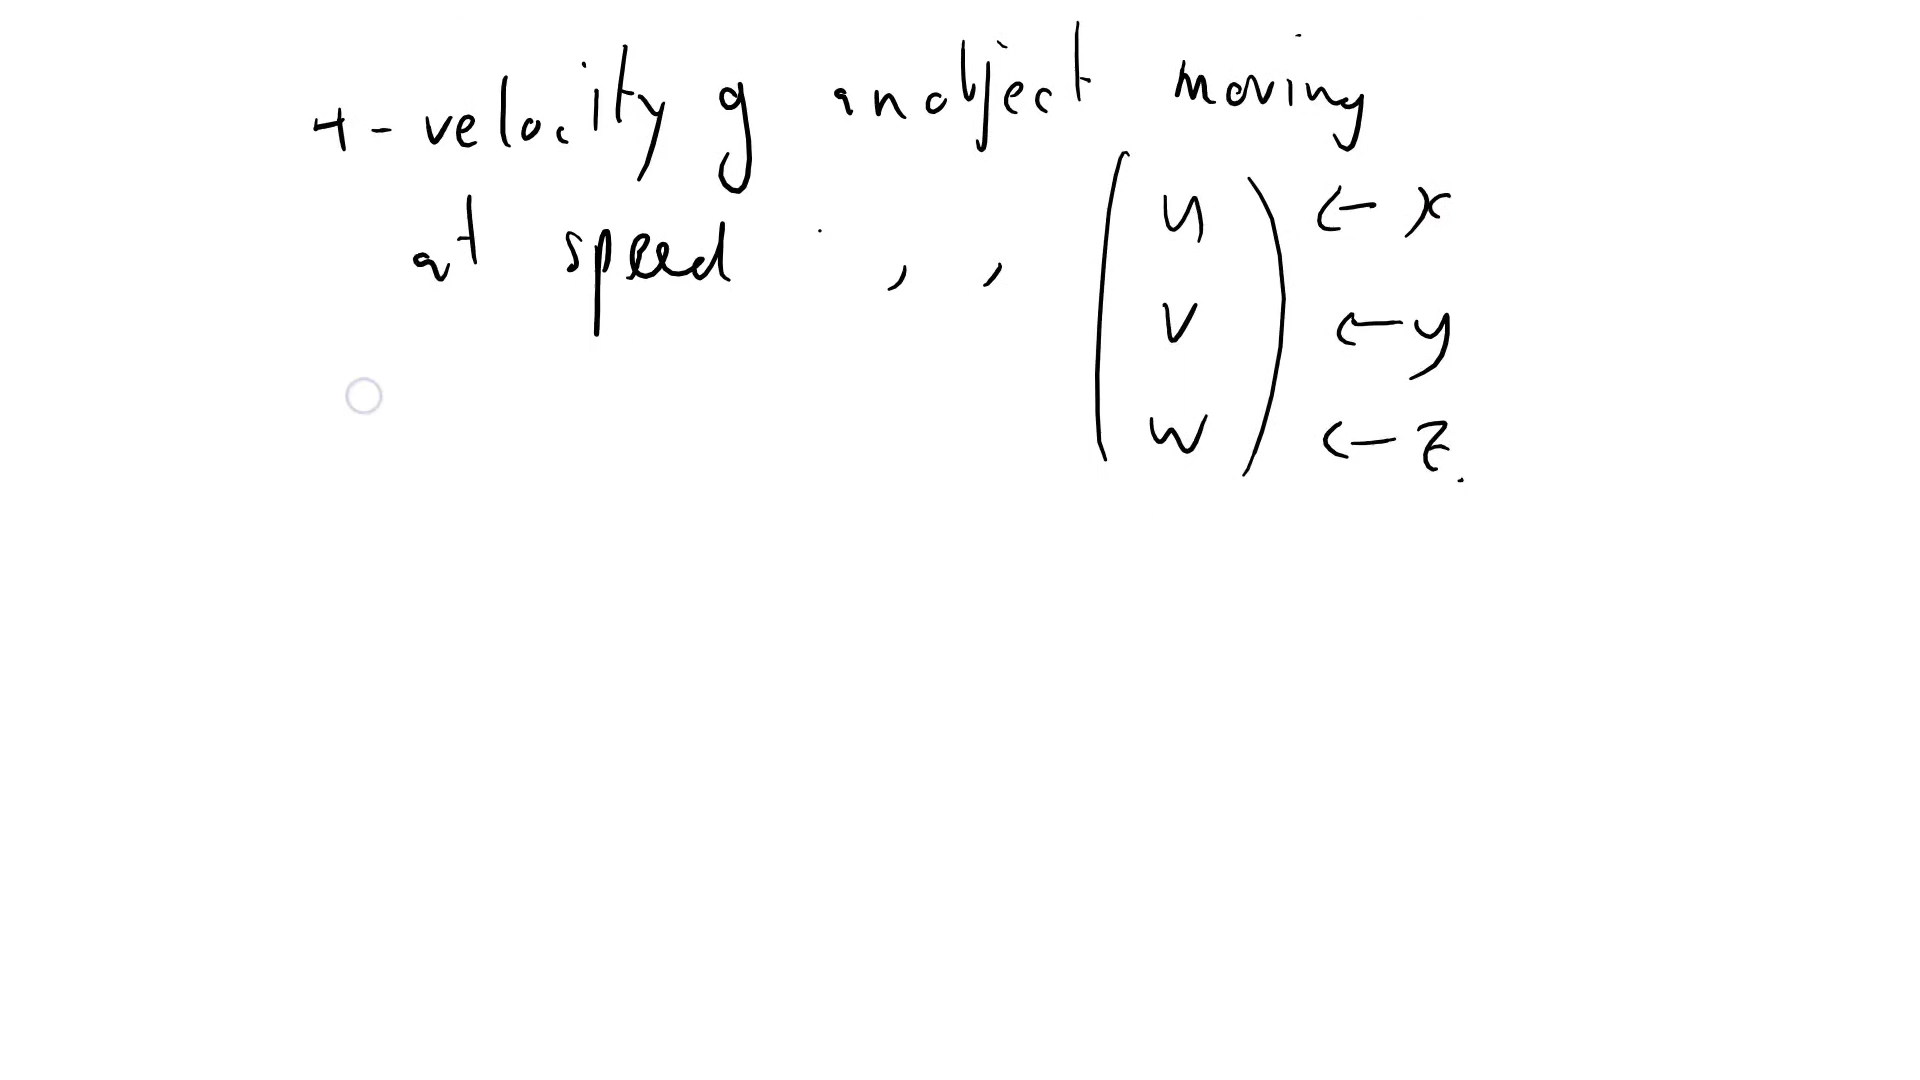 4-velocity of an object moving
at speed , , ( u ← x
v ← y
w ) ← z.